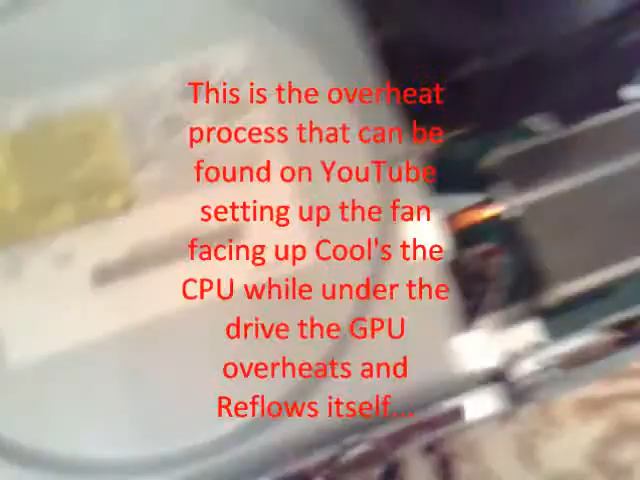 This is the overheat
process that can be
found on YouTube
setting up the fan
facing up Cool's the
CPU while under the
drive the GPU
overheats and
Reflows itself...